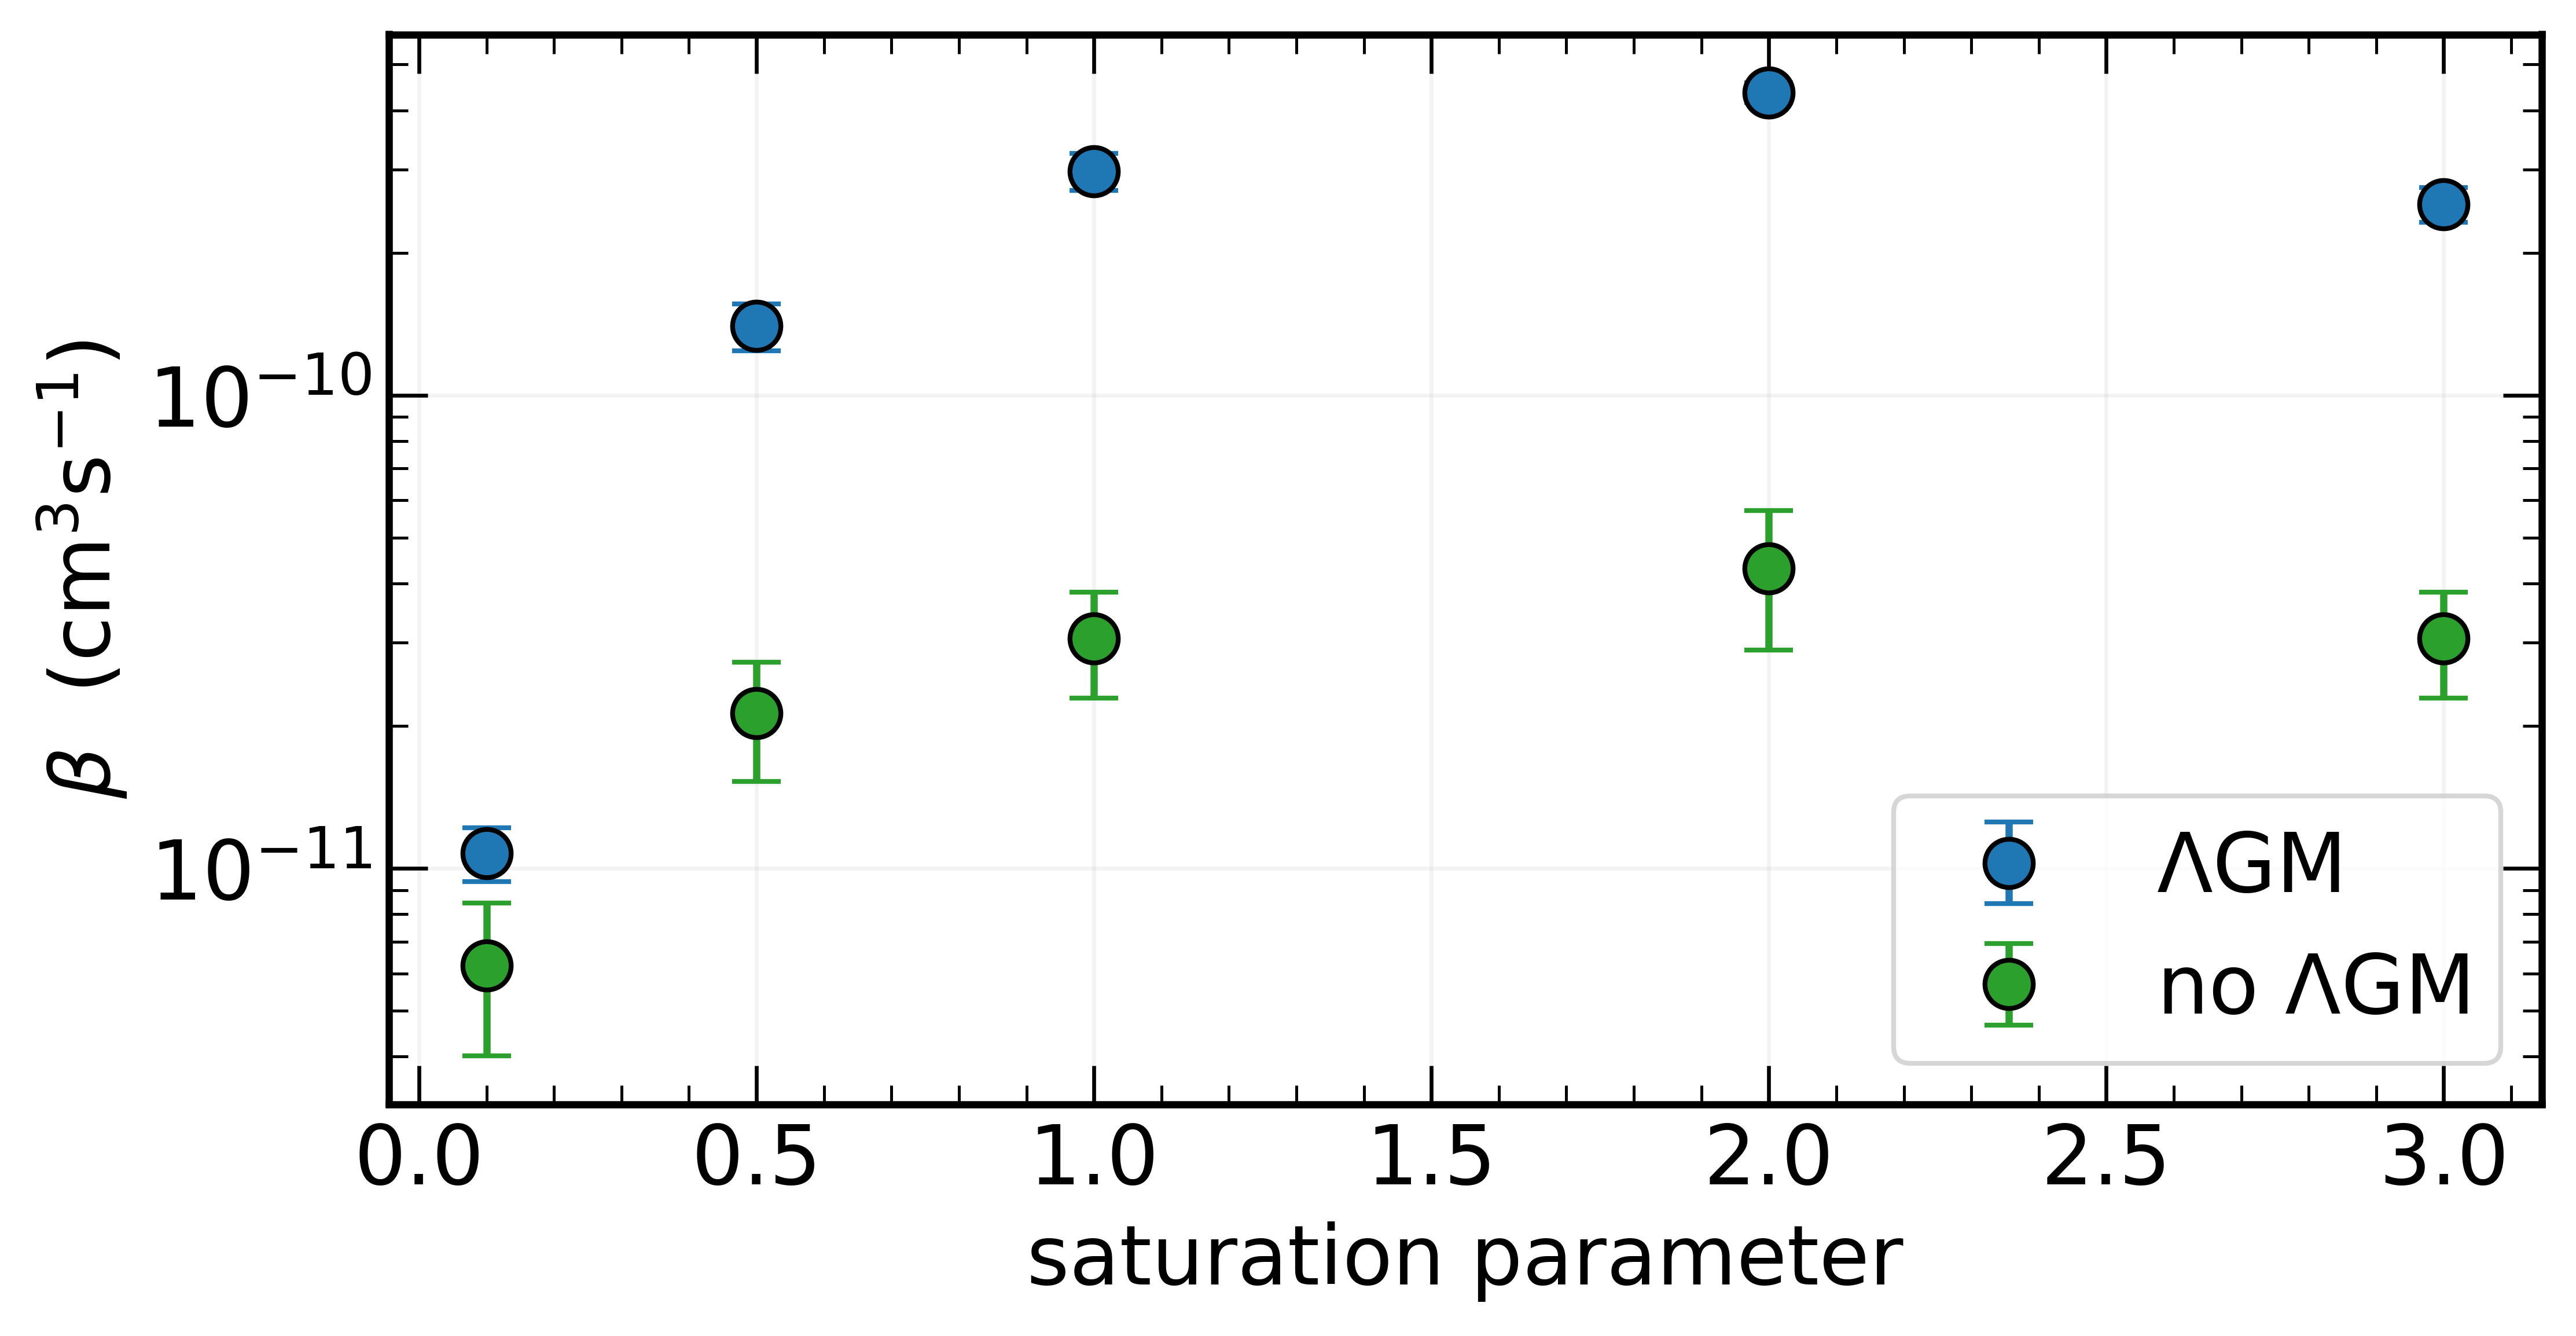 β (cm³s⁻¹)
10⁻¹⁰
10⁻¹¹
ΛGM
no ΛGM
0.0 0.5 1.0 1.5 2.0 2.5 3.0
saturation parameter